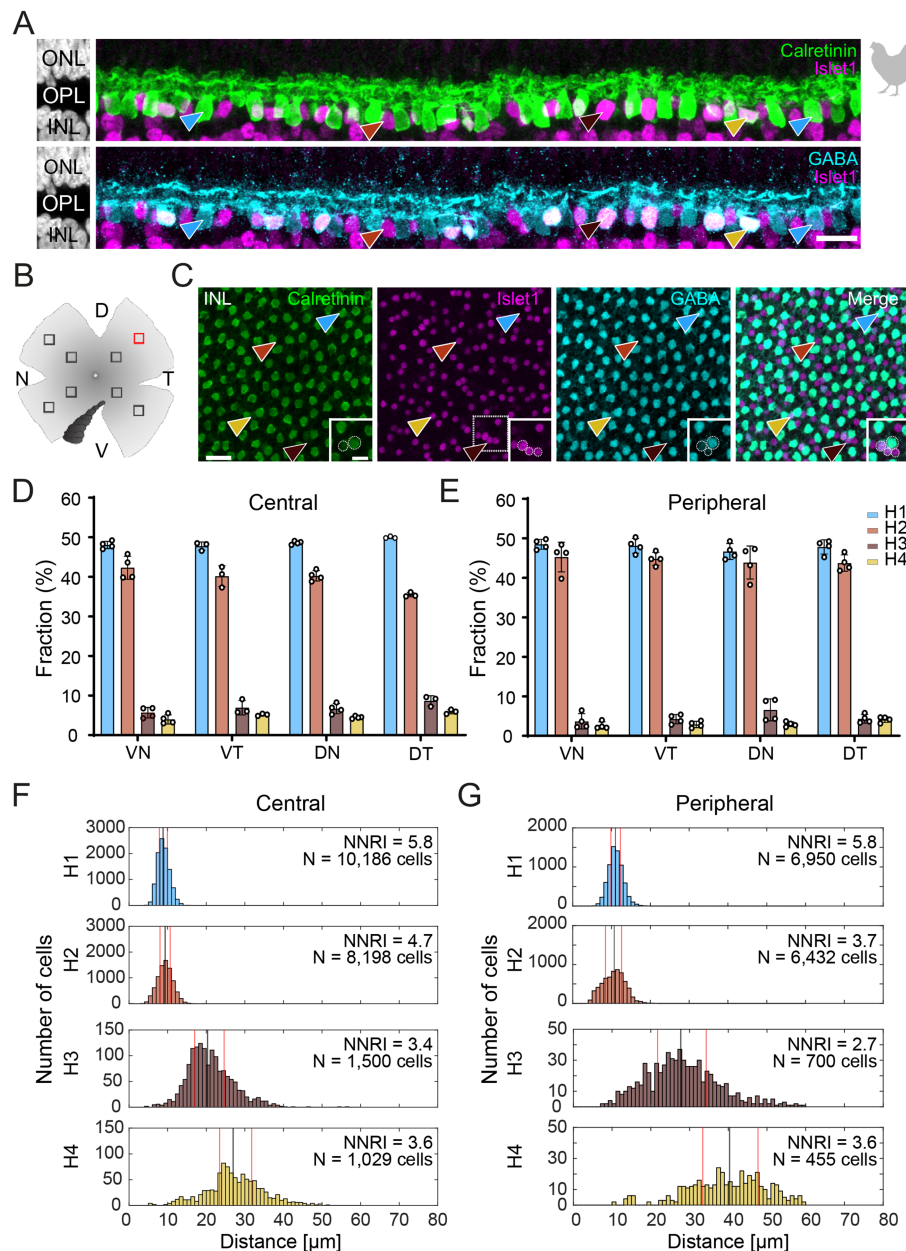 A
ONL
OPL
INL
Calretinin
Islet1
ONL
OPL
INL
GABA
Islet1
B
D
N
T
V
C
INL
Calretinin
Islet1
GABA
Merge
D
Central
Fraction (%)
60
50
40
30
20
10
0
VN
VT
DN
DT
E
Peripheral
Fraction (%)
60
50
40
30
20
10
0
VN
VT
DN
DT
H1
H2
H3
H4
F
Central
Number of cells
H1
3000
2000
1000
0
NNRI = 5.8
N = 10,186 cells
H2
3000
2000
1000
0
NNRI = 4.7
N = 8,198 cells
H3
150
100
50
0
NNRI = 3.4
N = 1,500 cells
H4
150
100
50
0
NNRI = 3.6
N = 1,029 cells
0
10
20
30
40
50
60
70
80
Distance [μm]
G
Peripheral
Number of cells
H1
2000
1000
0
NNRI = 5.8
N = 6,950 cells
H2
2000
1000
0
NNRI = 3.7
N = 6,432 cells
H3
50
40
30
20
10
0
NNRI = 2.7
N = 700 cells
H4
50
40
30
20
10
0
NNRI = 3.6
N = 455 cells
10
20
30
40
50
60
70
80
Distance [μm]